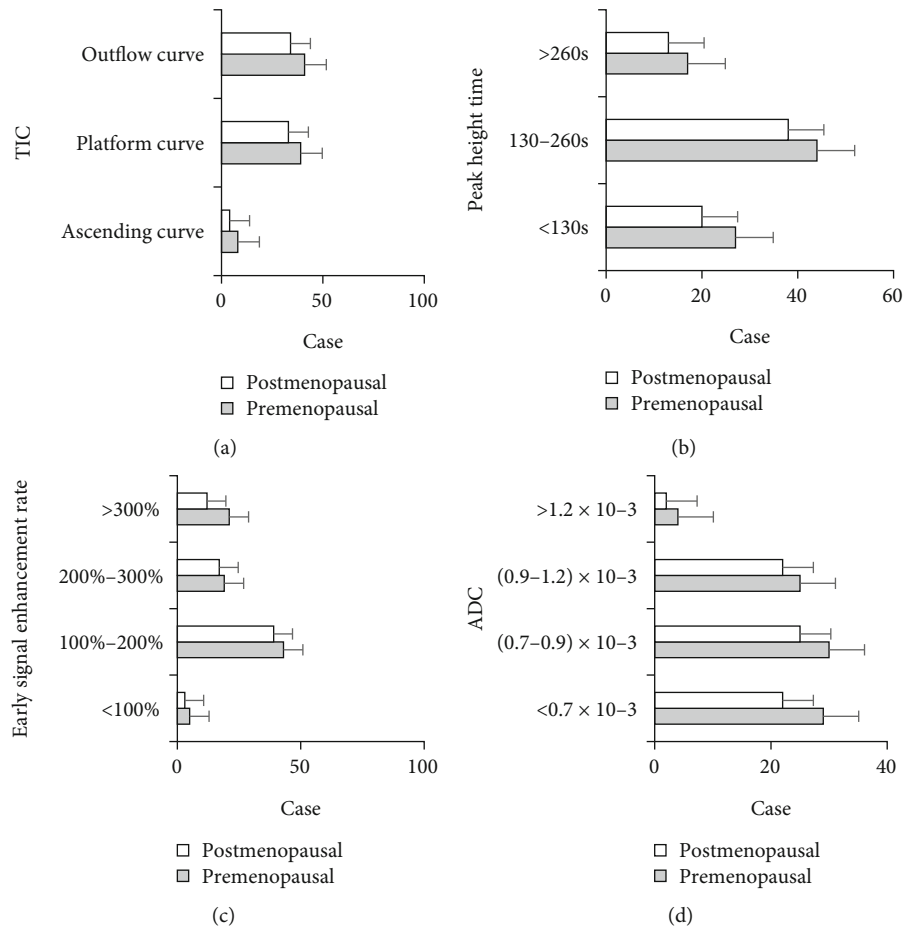 TIC
Outflow curve
Platform curve
Ascending curve
0 50 100
Case
Postmenopausal
Premenopausal
(a)
Peak height time
>260s
130–260s
<130s
0 20 40 60
Case
Postmenopausal
Premenopausal
(b)
Early signal enhancement rate
>300%
200%–300%
100%–200%
<100%
0 50 100
Case
Postmenopausal
Premenopausal
(c)
ADC
>1.2 × 10–3
(0.9–1.2) × 10–3
(0.7–0.9) × 10–3
<0.7 × 10–3
0 20 40
Case
Postmenopausal
Premenopausal
(d)